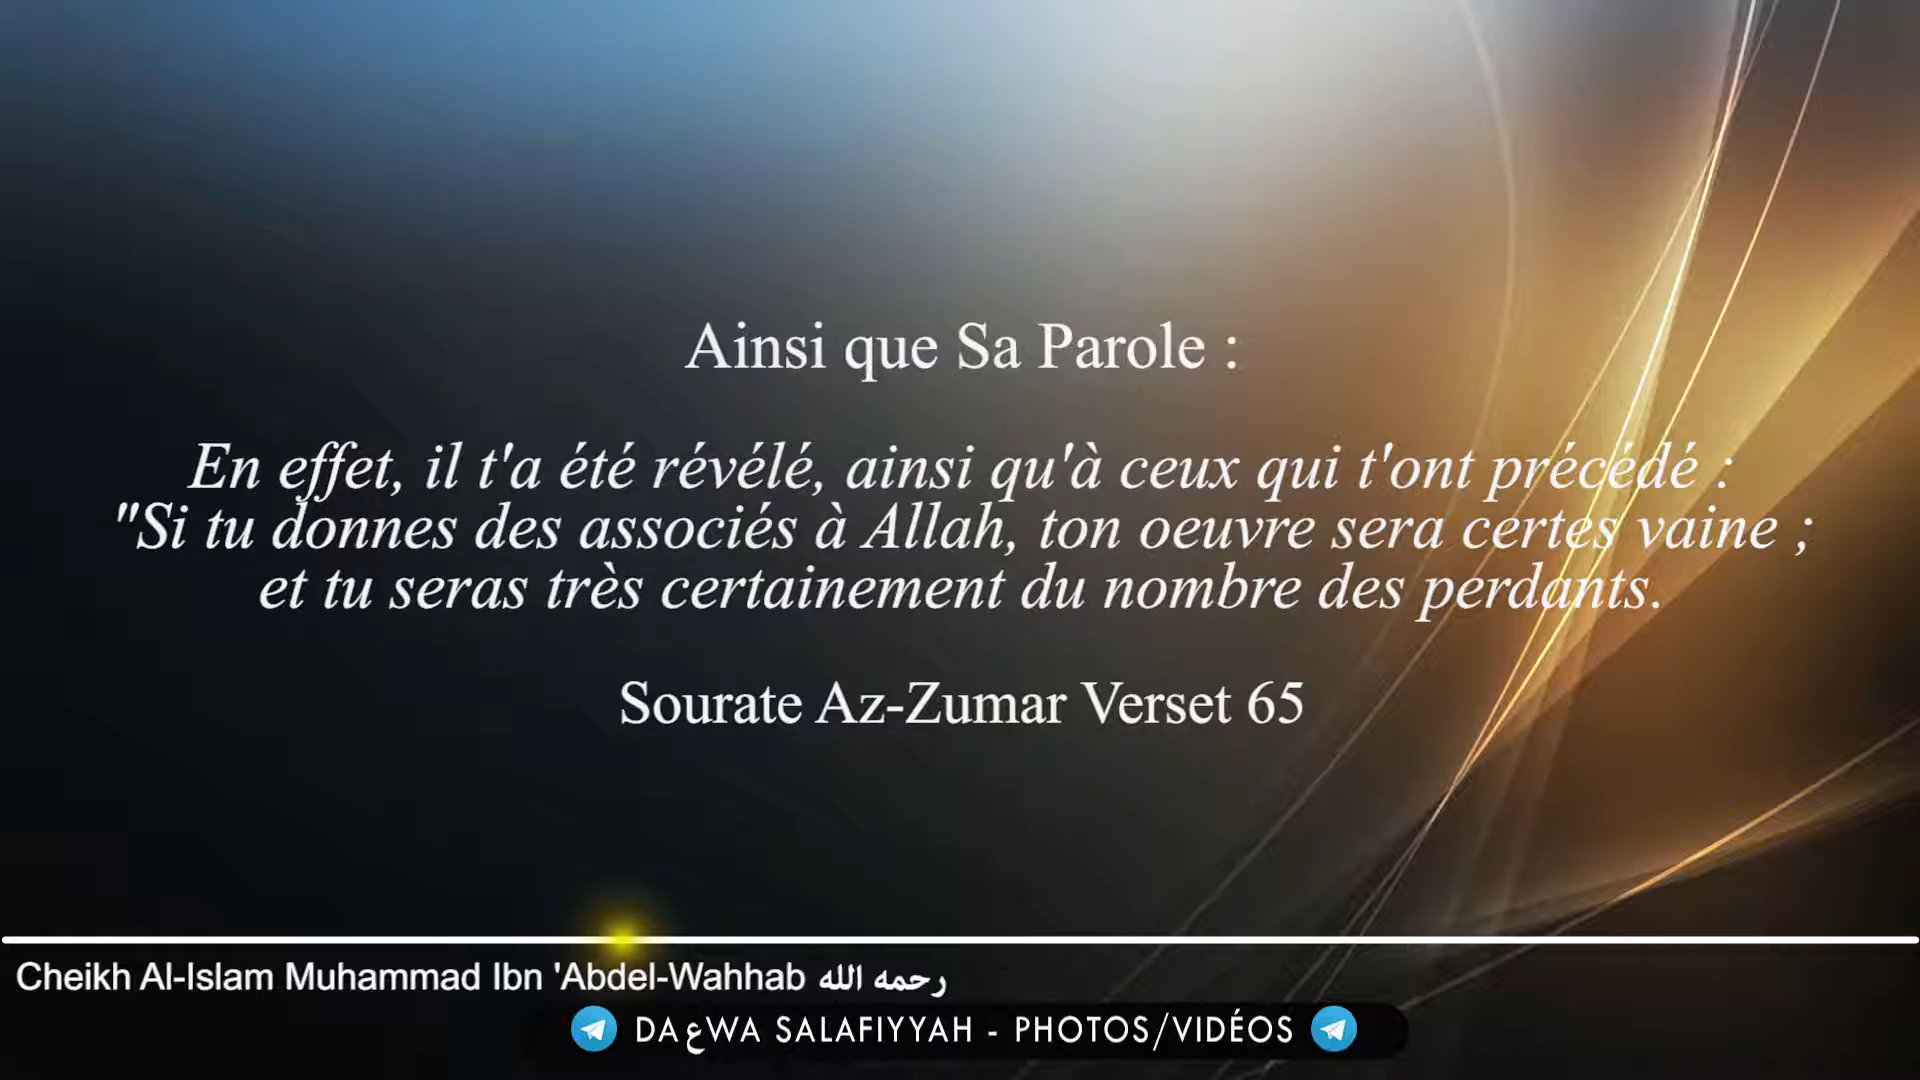 Ainsi que Sa Parole :
En effet, il t'a été révélé, ainsi qu'à ceux qui t'ont précédé :
"Si tu donnes des associés à Allah, ton oeuvre sera certes vaine ;
et tu seras très certainement du nombre des perdants.
Sourate Az-Zumar Verset 65
Cheikh Al-Islam Muhammad Ibn 'Abdel-Wahhab رحمه الله
DAعWA SALAFIYYAH - PHOTOS/VIDÉOS